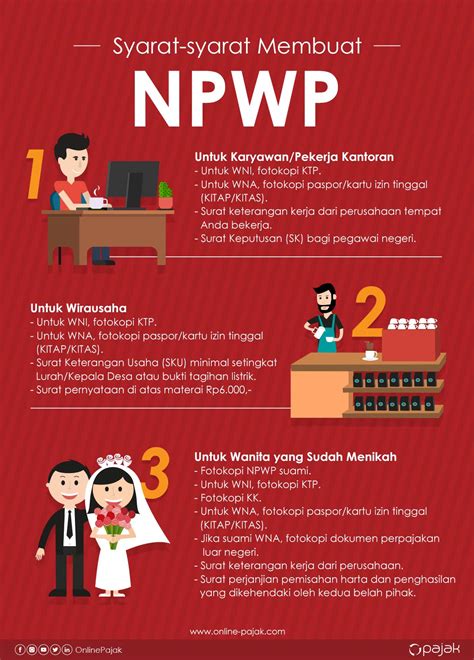 Syarat-syarat Membuat
NPWP
1
Untuk Karyawan/Pekerja Kantoran
- Untuk WNI, fotokopi KTP.
- Untuk WNA, fotokopi paspor/kartu izin tinggal
(KITAP/KITAS).
- Surat keterangan kerja dari perusahaan tempat
Anda bekerja.
- Surat Keputusan (SK) bagi pegawai negeri.
Untuk Wirausaha
- Untuk WNI, fotokopi KTP.
- Untuk WNA, fotokopi paspor/kartu izin tinggal
(KITAP/KITAS).
- Surat Keterangan Usaha (SKU) minimal setingkat
Lurah/Kepala Desa atau bukti tagihan listrik.
- Surat pernyataan di atas materai Rp6.000,-
2
3
Untuk Wanita yang Sudah Menikah
- Fotokopi NPWP suami.
- Untuk WNI, fotokopi KTP.
- Fotopopi KK.
- Untuk WNA, fotokopi paspor/kartu izin tinggal
(KITAP/KITAS).
- Jika suami WNA, fotokopi dokumen perpajakan
luar negeri.
- Surat keterangan kerja dari perusahaan.
- Surat perjanjian pemisahan harta dan penghasilan
yang dikehendaki oleh kedua belah pihak.
www.online-pajak.com
OnlinePajak
pajak